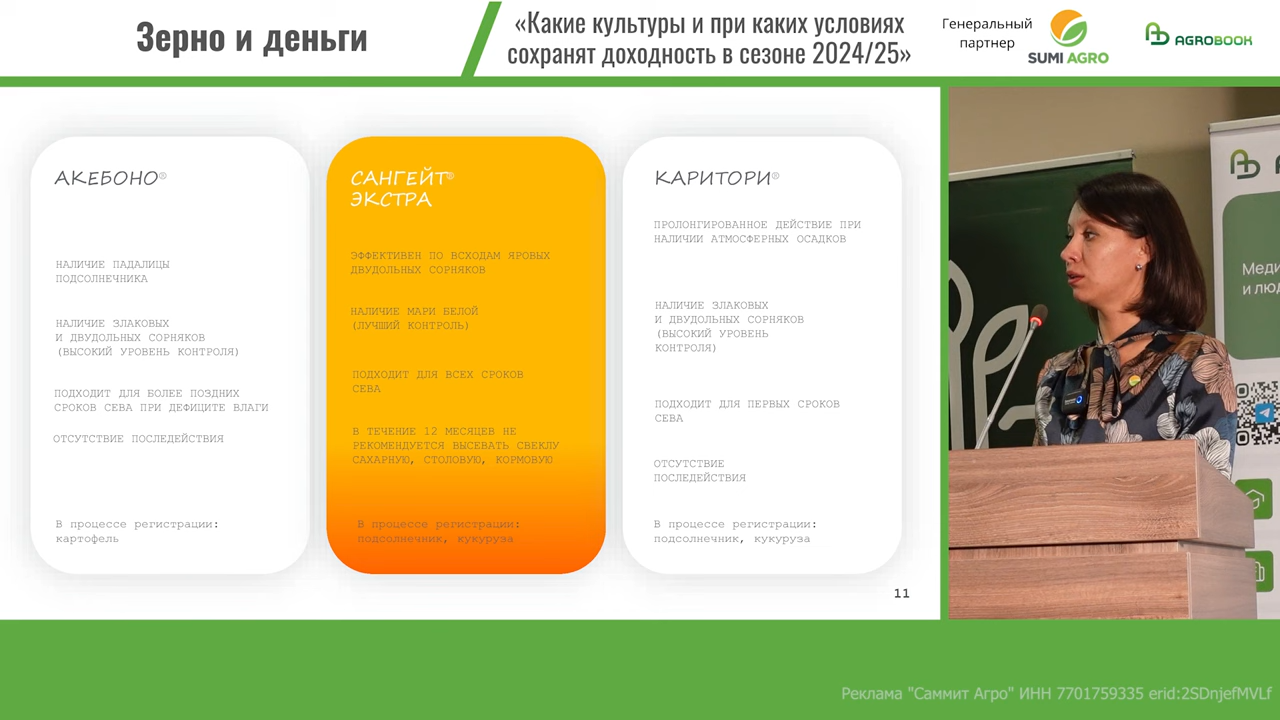 Зерно и деньги
«Какие культуры и при каких условиях
сохранят доходность в сезоне 2024/25»
Генеральный
партнер
SUMI AGRO
AGROBOOK
АКЕБОНО®
НАЛИЧИЕ ПАДАЛИЦЫ
ПОДСОЛНЕЧНИКА
НАЛИЧИЕ ЗЛАКОВЫХ
И ДВУДОЛЬНЫХ СОРНЯКОВ
(ВЫСОКИЙ УРОВЕНЬ КОНТРОЛЯ)
ПОДХОДИТ ДЛЯ БОЛЕЕ ПОЗДНИХ
СРОКОВ СЕВА ПРИ ДЕФИЦИТЕ ВЛАГИ
ОТСУТСТВИЕ ПОСЛЕДЕЙСТВИЯ
В процессе регистрации:
картофель
САНГЕЙТ®
ЭКСТРА
ЭФФЕКТИВЕН ПО ВСХОДАМ ЯРОВЫХ
ДВУДОЛЬНЫХ СОРНЯКОВ
НАЛИЧИЕ МАРИ БЕЛОЙ
(ЛУЧШИЙ КОНТРОЛЬ)
ПОДХОДИТ ДЛЯ ВСЕХ СРОКОВ
СЕВА
В ТЕЧЕНИЕ 12 МЕСЯЦЕВ НЕ
РЕКОМЕНДУЕТСЯ ВЫСЕВАТЬ СВЕКЛУ
САХАРНУЮ, СТОЛОВУЮ, КОРМОВУЮ
В процессе регистрации:
подсолнечник, кукуруза
КАРИТОРИ®
ПРОЛОНГИРОВАННОЕ ДЕЙСТВИЕ ПРИ
НАЛИЧИИ АТМОСФЕРНЫХ ОСАДКОВ
НАЛИЧИЕ ЗЛАКОВЫХ
И ДВУДОЛЬНЫХ СОРНЯКОВ
(ВЫСОКИЙ УРОВЕНЬ
КОНТРОЛЯ)
ПОДХОДИТ ДЛЯ ПЕРВЫХ СРОКОВ
СЕВА
ОТСУТСТВИЕ
ПОСЛЕДЕЙСТВИЯ
В процессе регистрации:
подсолнечник, кукуруза
11
и
Реклама "Саммит Агро" ИНН 7701759335 erid:2SDnjefMVLf